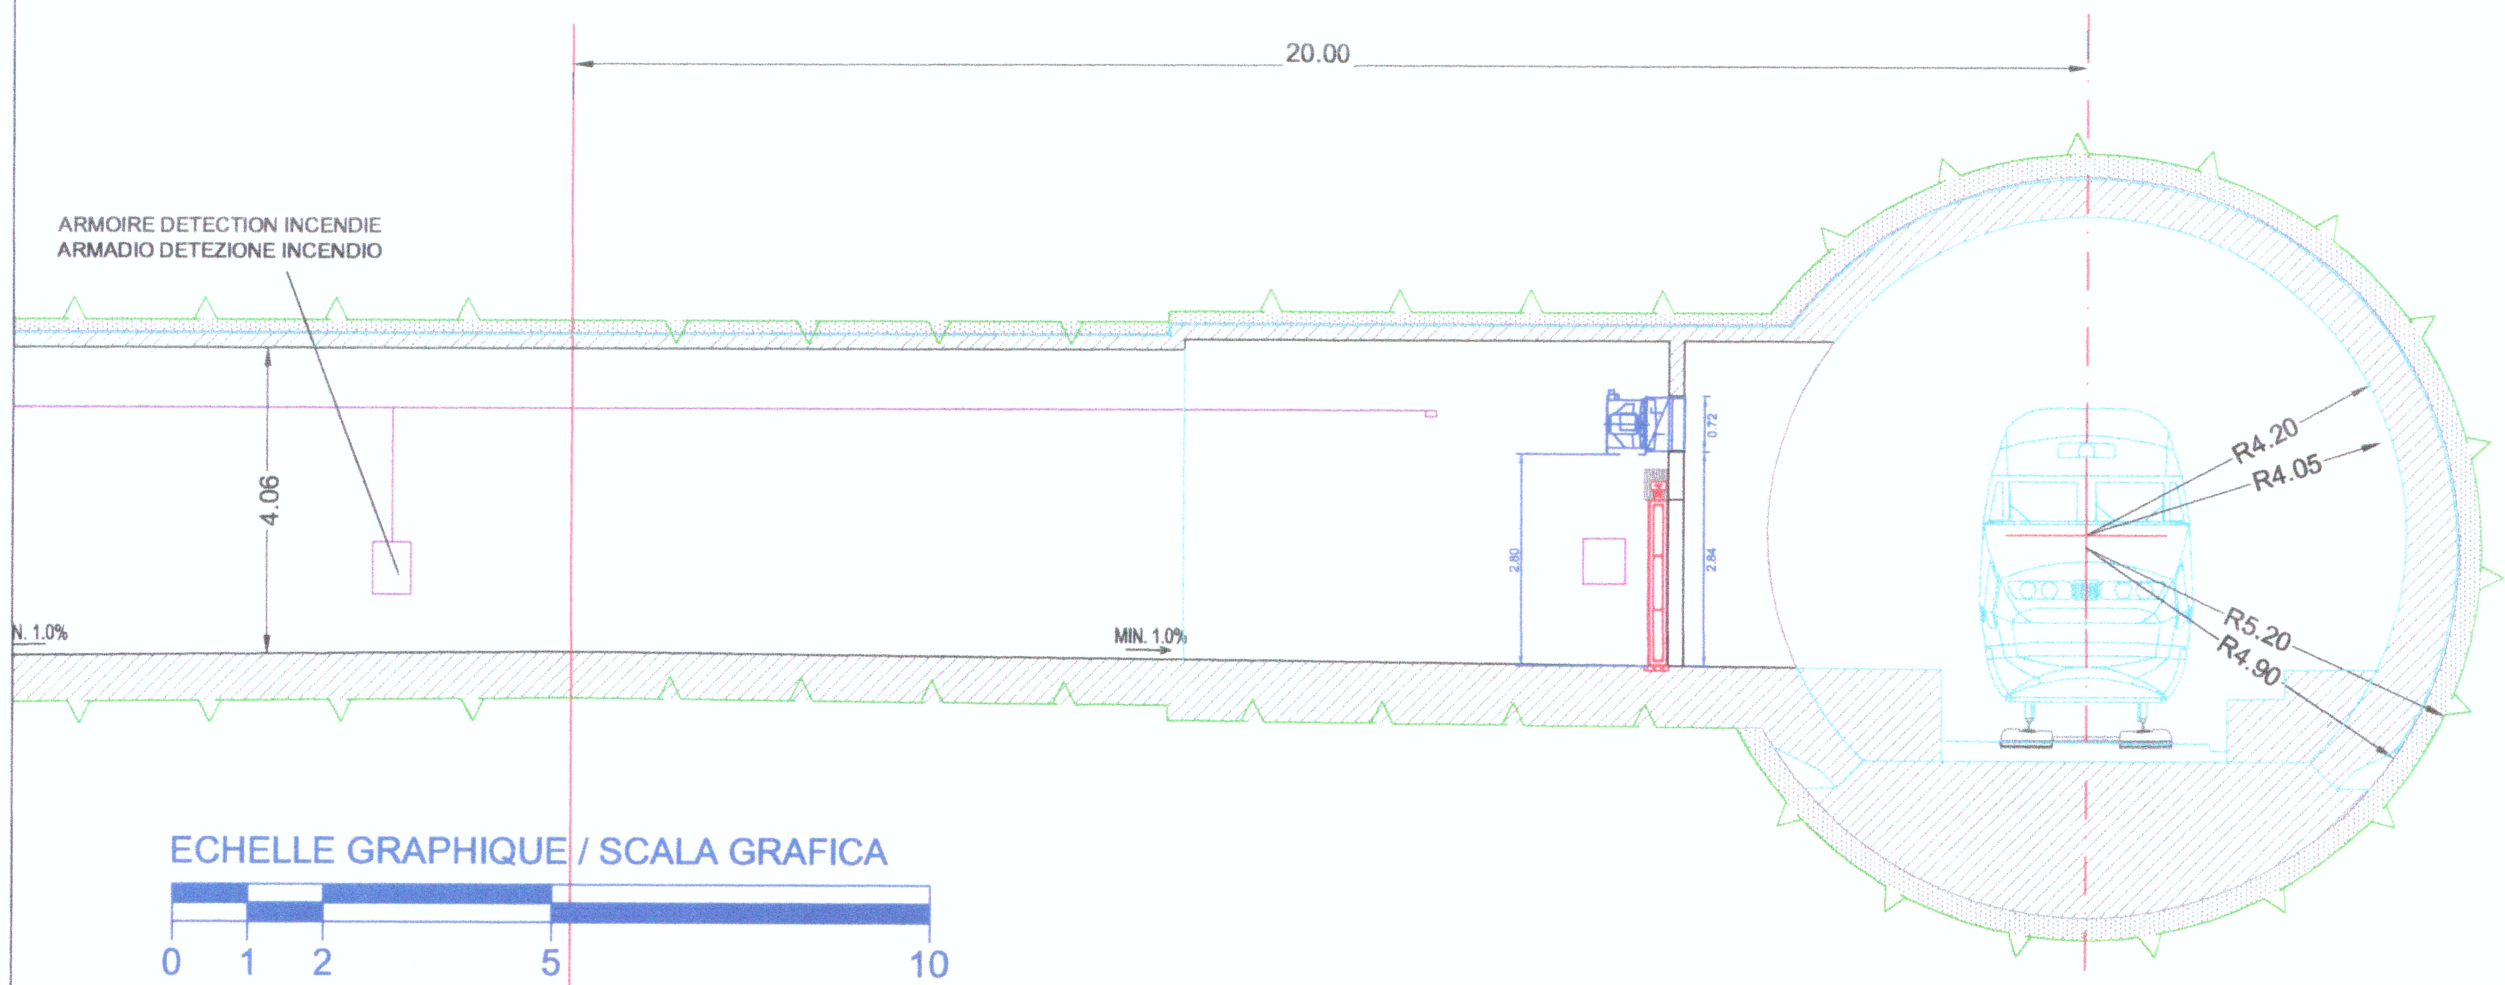 20.00
ARMOIRE DETECTION INCENDIE
ARMADIO DETEZIONE INCENDIO
4.06
N. 1.0%
MIN. 1.0%
0.72
2.80
2.84
R4.20
R4.05
R5.20
R4.90
ECHELLE GRAPHIQUE / SCALA GRAFICA
0 1 2 5 10